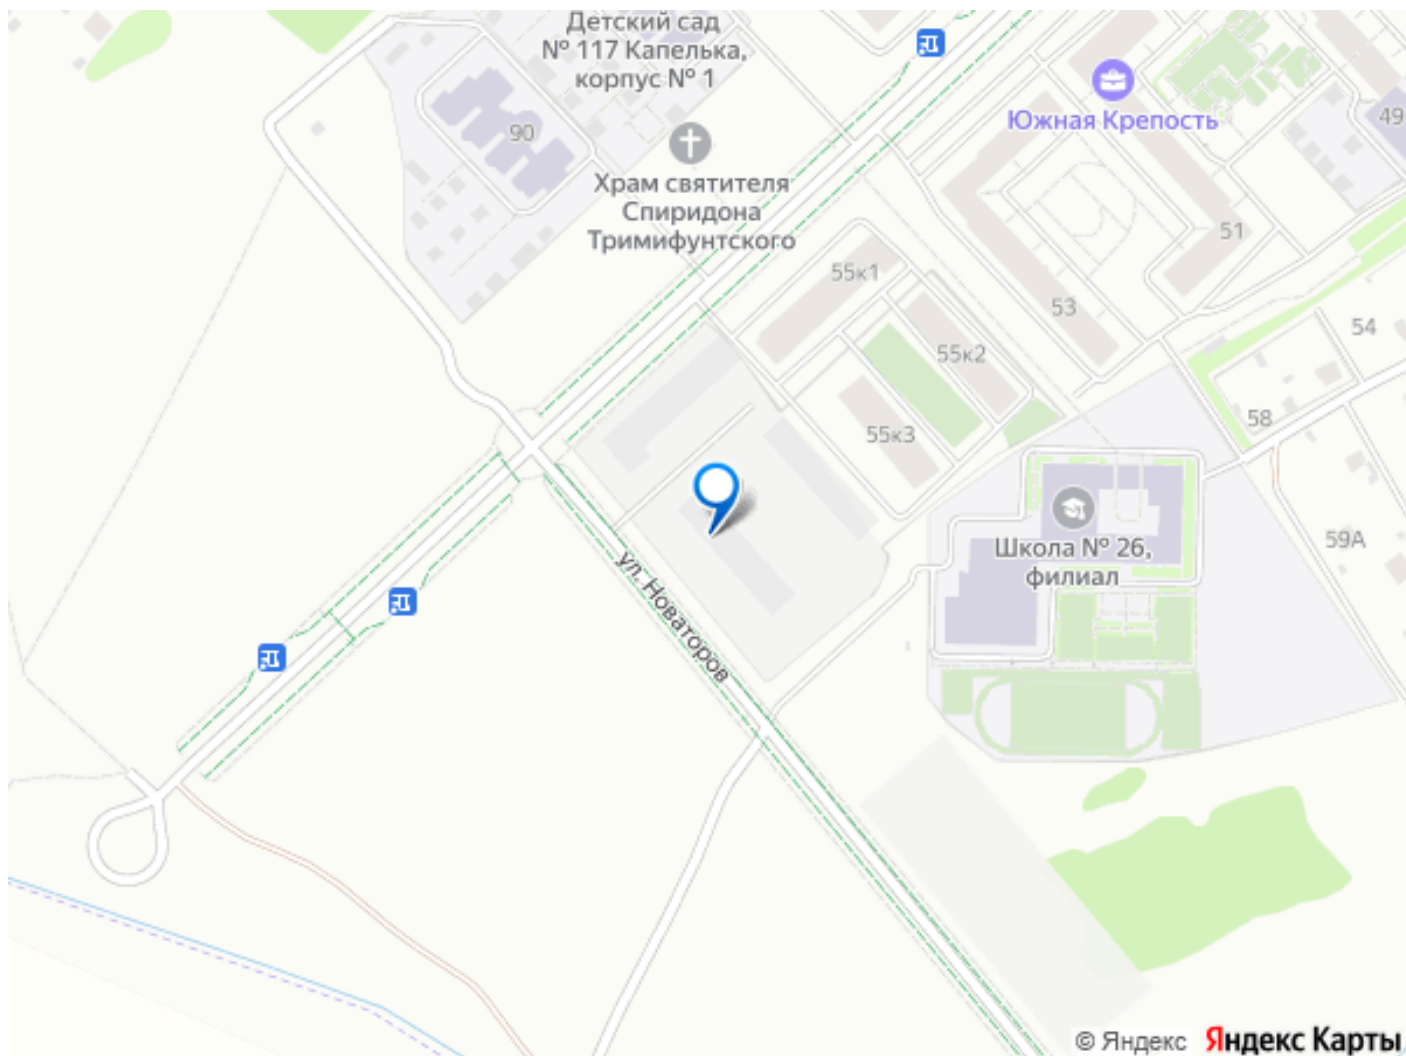 Детский сад
№ 117 Капелька,
корпус № 1
90
Южная Крепость
49
Храм святителя
Спиридона
Тримифунтского
51
55к1
53
54
55к2
58
55к3
Школа № 26,
филиал
59А
ул. Новаторов
© Яндекс Яндекс Карты